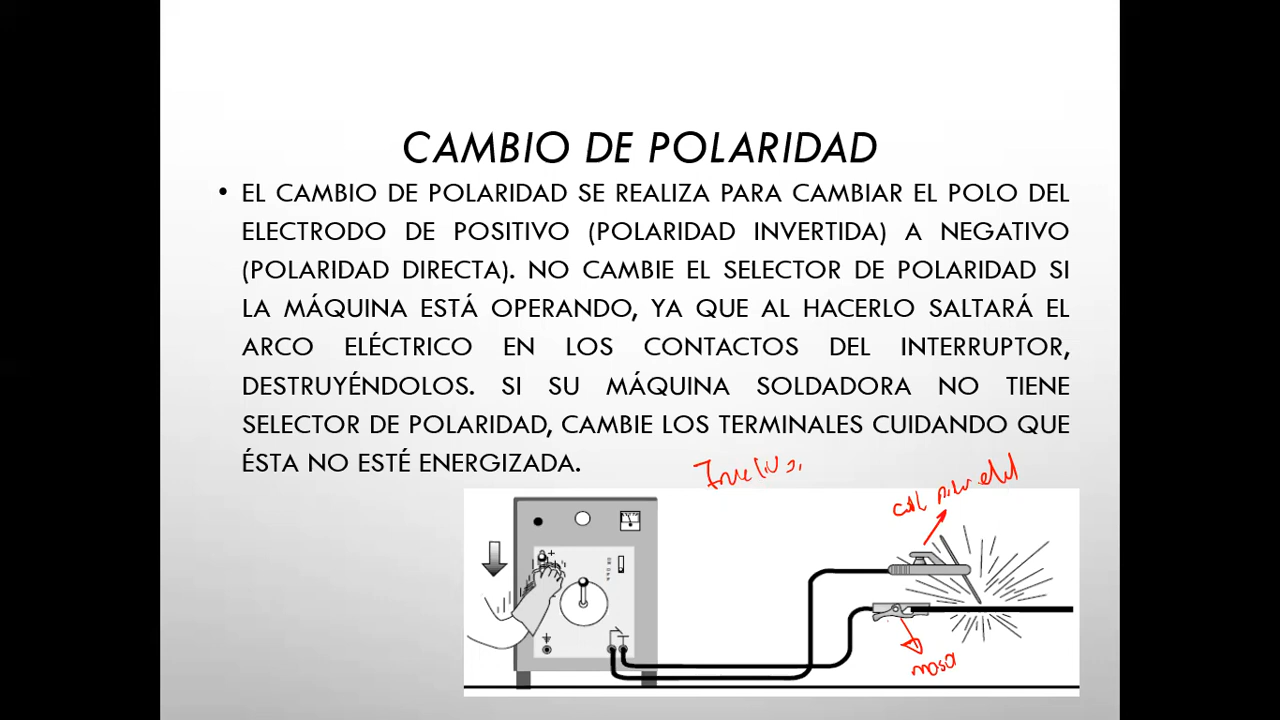 CAMBIO DE POLARIDAD
• EL CAMBIO DE POLARIDAD SE REALIZA PARA CAMBIAR EL POLO DEL
ELECTRODO DE POSITIVO (POLARIDAD INVERTIDA) A NEGATIVO
(POLARIDAD DIRECTA). NO CAMBIE EL SELECTOR DE POLARIDAD SI
LA MÁQUINA ESTÁ OPERANDO, YA QUE AL HACERLO SALTARÁ EL
ARCO ELÉCTRICO EN LOS CONTACTOS DEL INTERRUPTOR,
DESTRUYÉNDOLOS. SI SU MÁQUINA SOLDADORA NO TIENE
SELECTOR DE POLARIDAD, CAMBIE LOS TERMINALES CUIDANDO QUE
ÉSTA NO ESTÉ ENERGIZADA.
masa